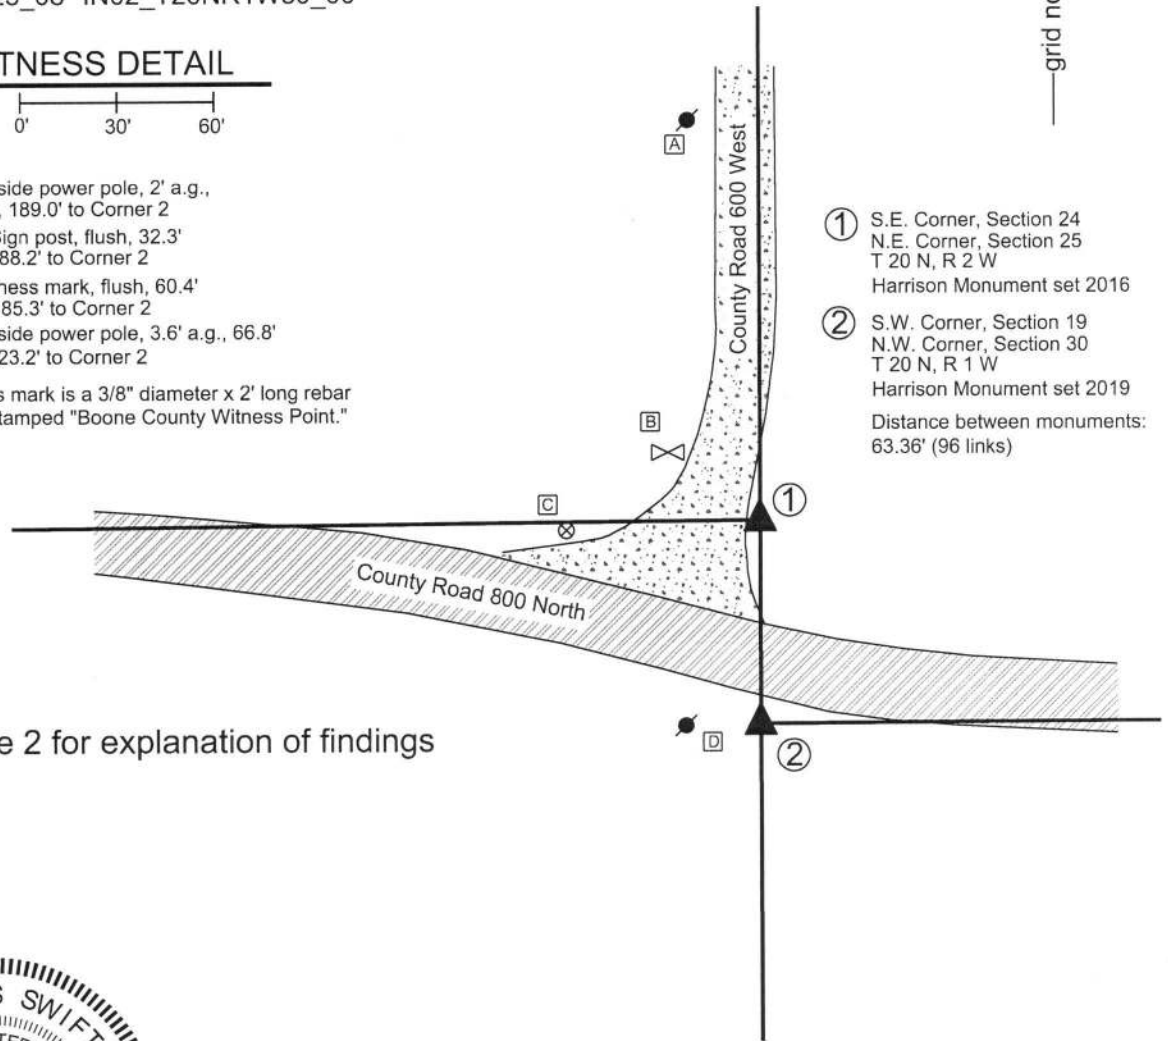 TNESS DETAIL
0' 30' 60'
side power pole, 2' a.g.,
, 189.0' to Corner 2
Sign post, flush, 32.3'
88.2' to Corner 2
ness mark, flush, 60.4'
85.3' to Corner 2
side power pole, 3.6' a.g., 66.8'
23.2' to Corner 2
s mark is a 3/8" diameter x 2' long rebar
tamped "Boone County Witness Point."
e 2 for explanation of findings
A
B
C
D
County Road 600 West
County Road 800 North
1
2
grid no
① S.E. Corner, Section 24
N.E. Corner, Section 25
T 20 N, R 2 W
Harrison Monument set 2016
② S.W. Corner, Section 19
N.W. Corner, Section 30
T 20 N, R 1 W
Harrison Monument set 2019
Distance between monuments:
63.36' (96 links)
S SWIFT